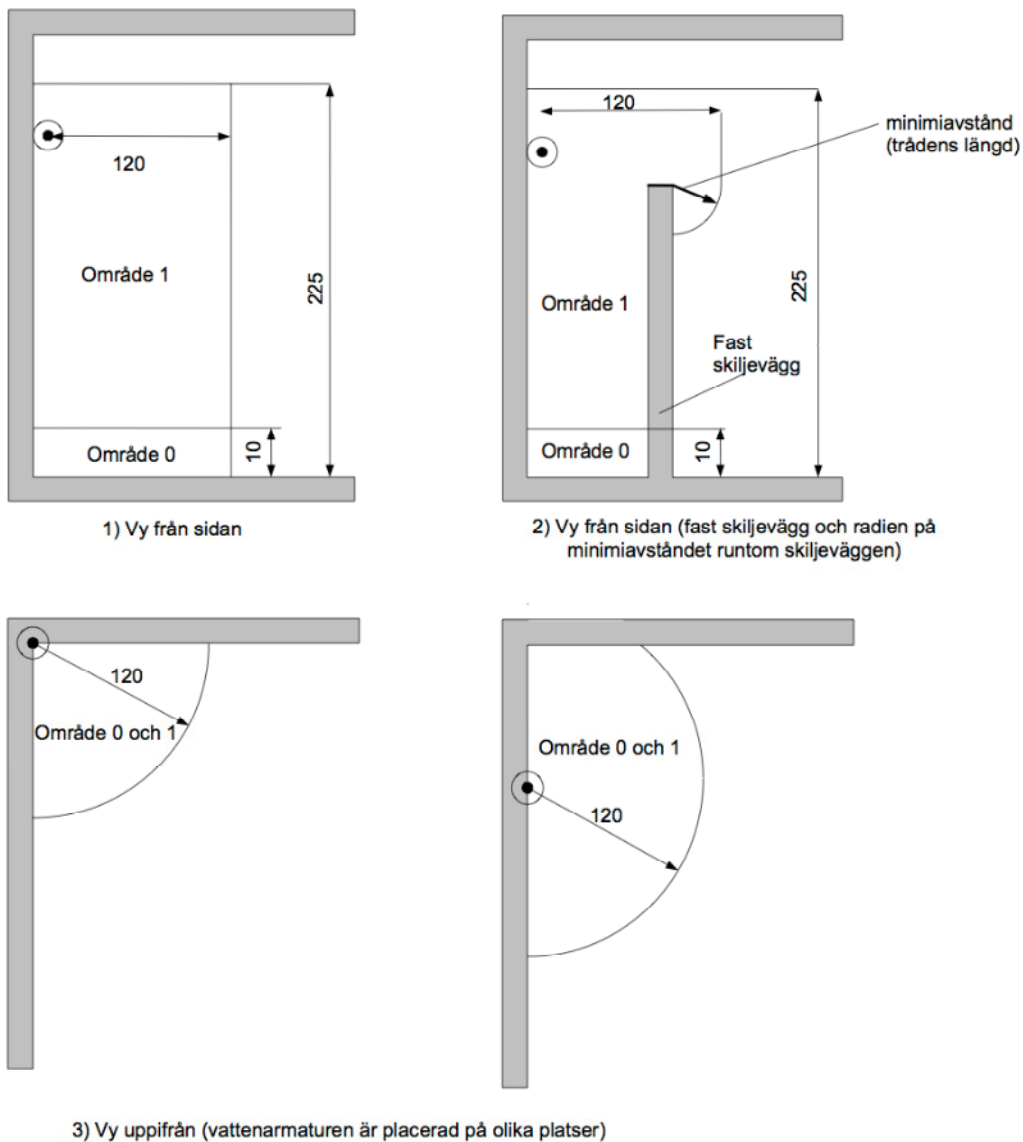 120
Område 1
225
Område 0
10
1) Vy från sidan
120
minimiavstånd
(trådens längd)
Område 1
225
Fast
skiljevägg
Område 0
10
2) Vy från sidan (fast skiljevägg och radien på
minimiavståndet runtom skiljeväggen)
120
Område 0 och 1
Område 0 och 1
120
3) Vy uppifrån (vattenarmaturen är placerad på olika platser)